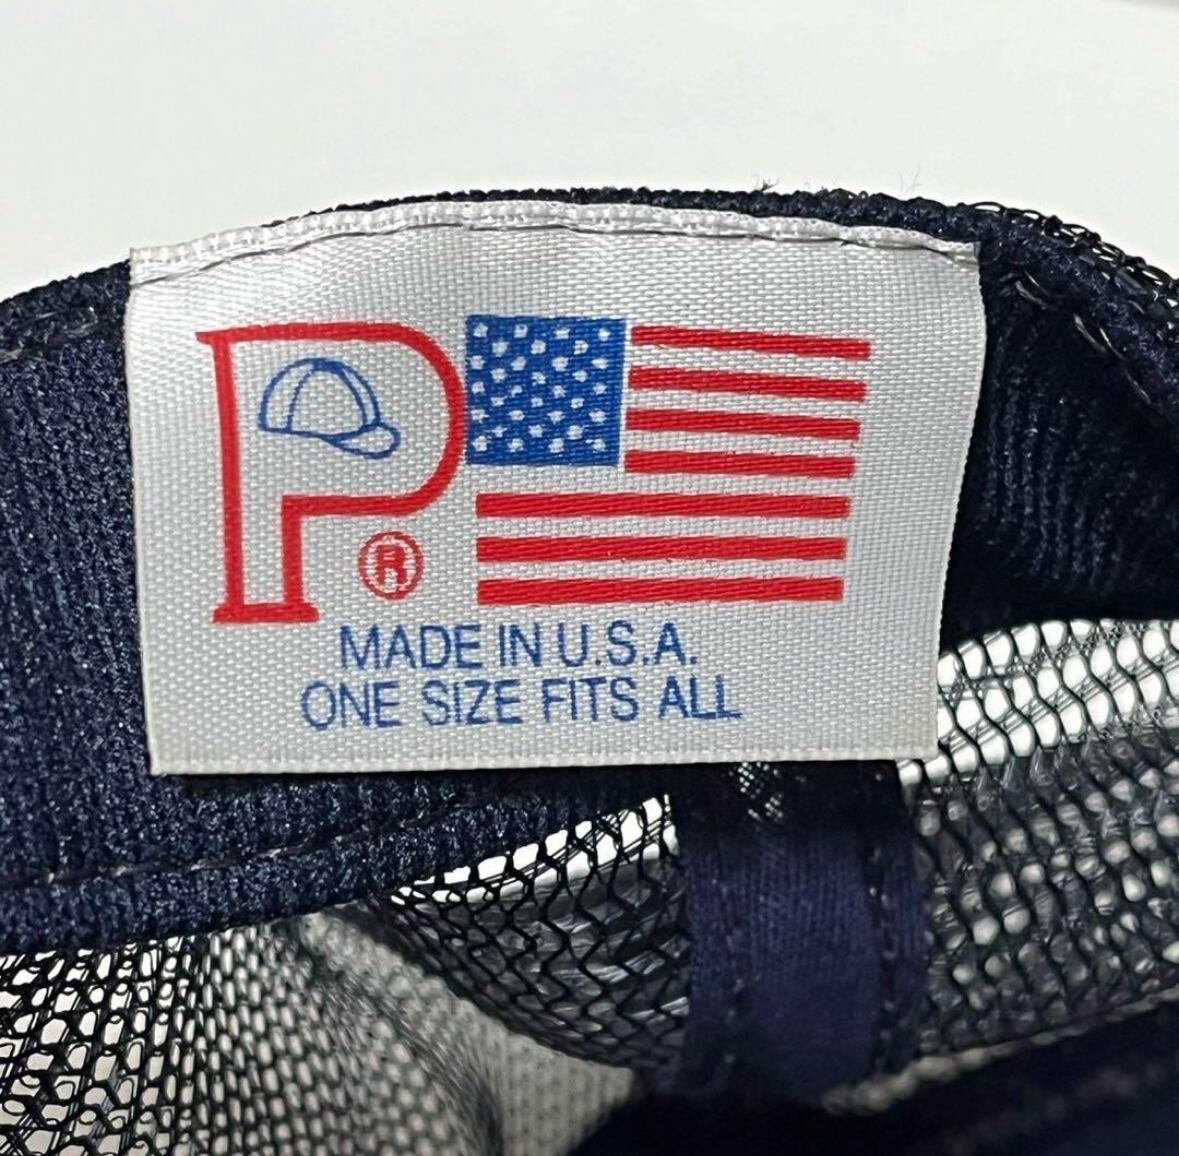 P®
MADE IN U.S.A.
ONE SIZE FITS ALL